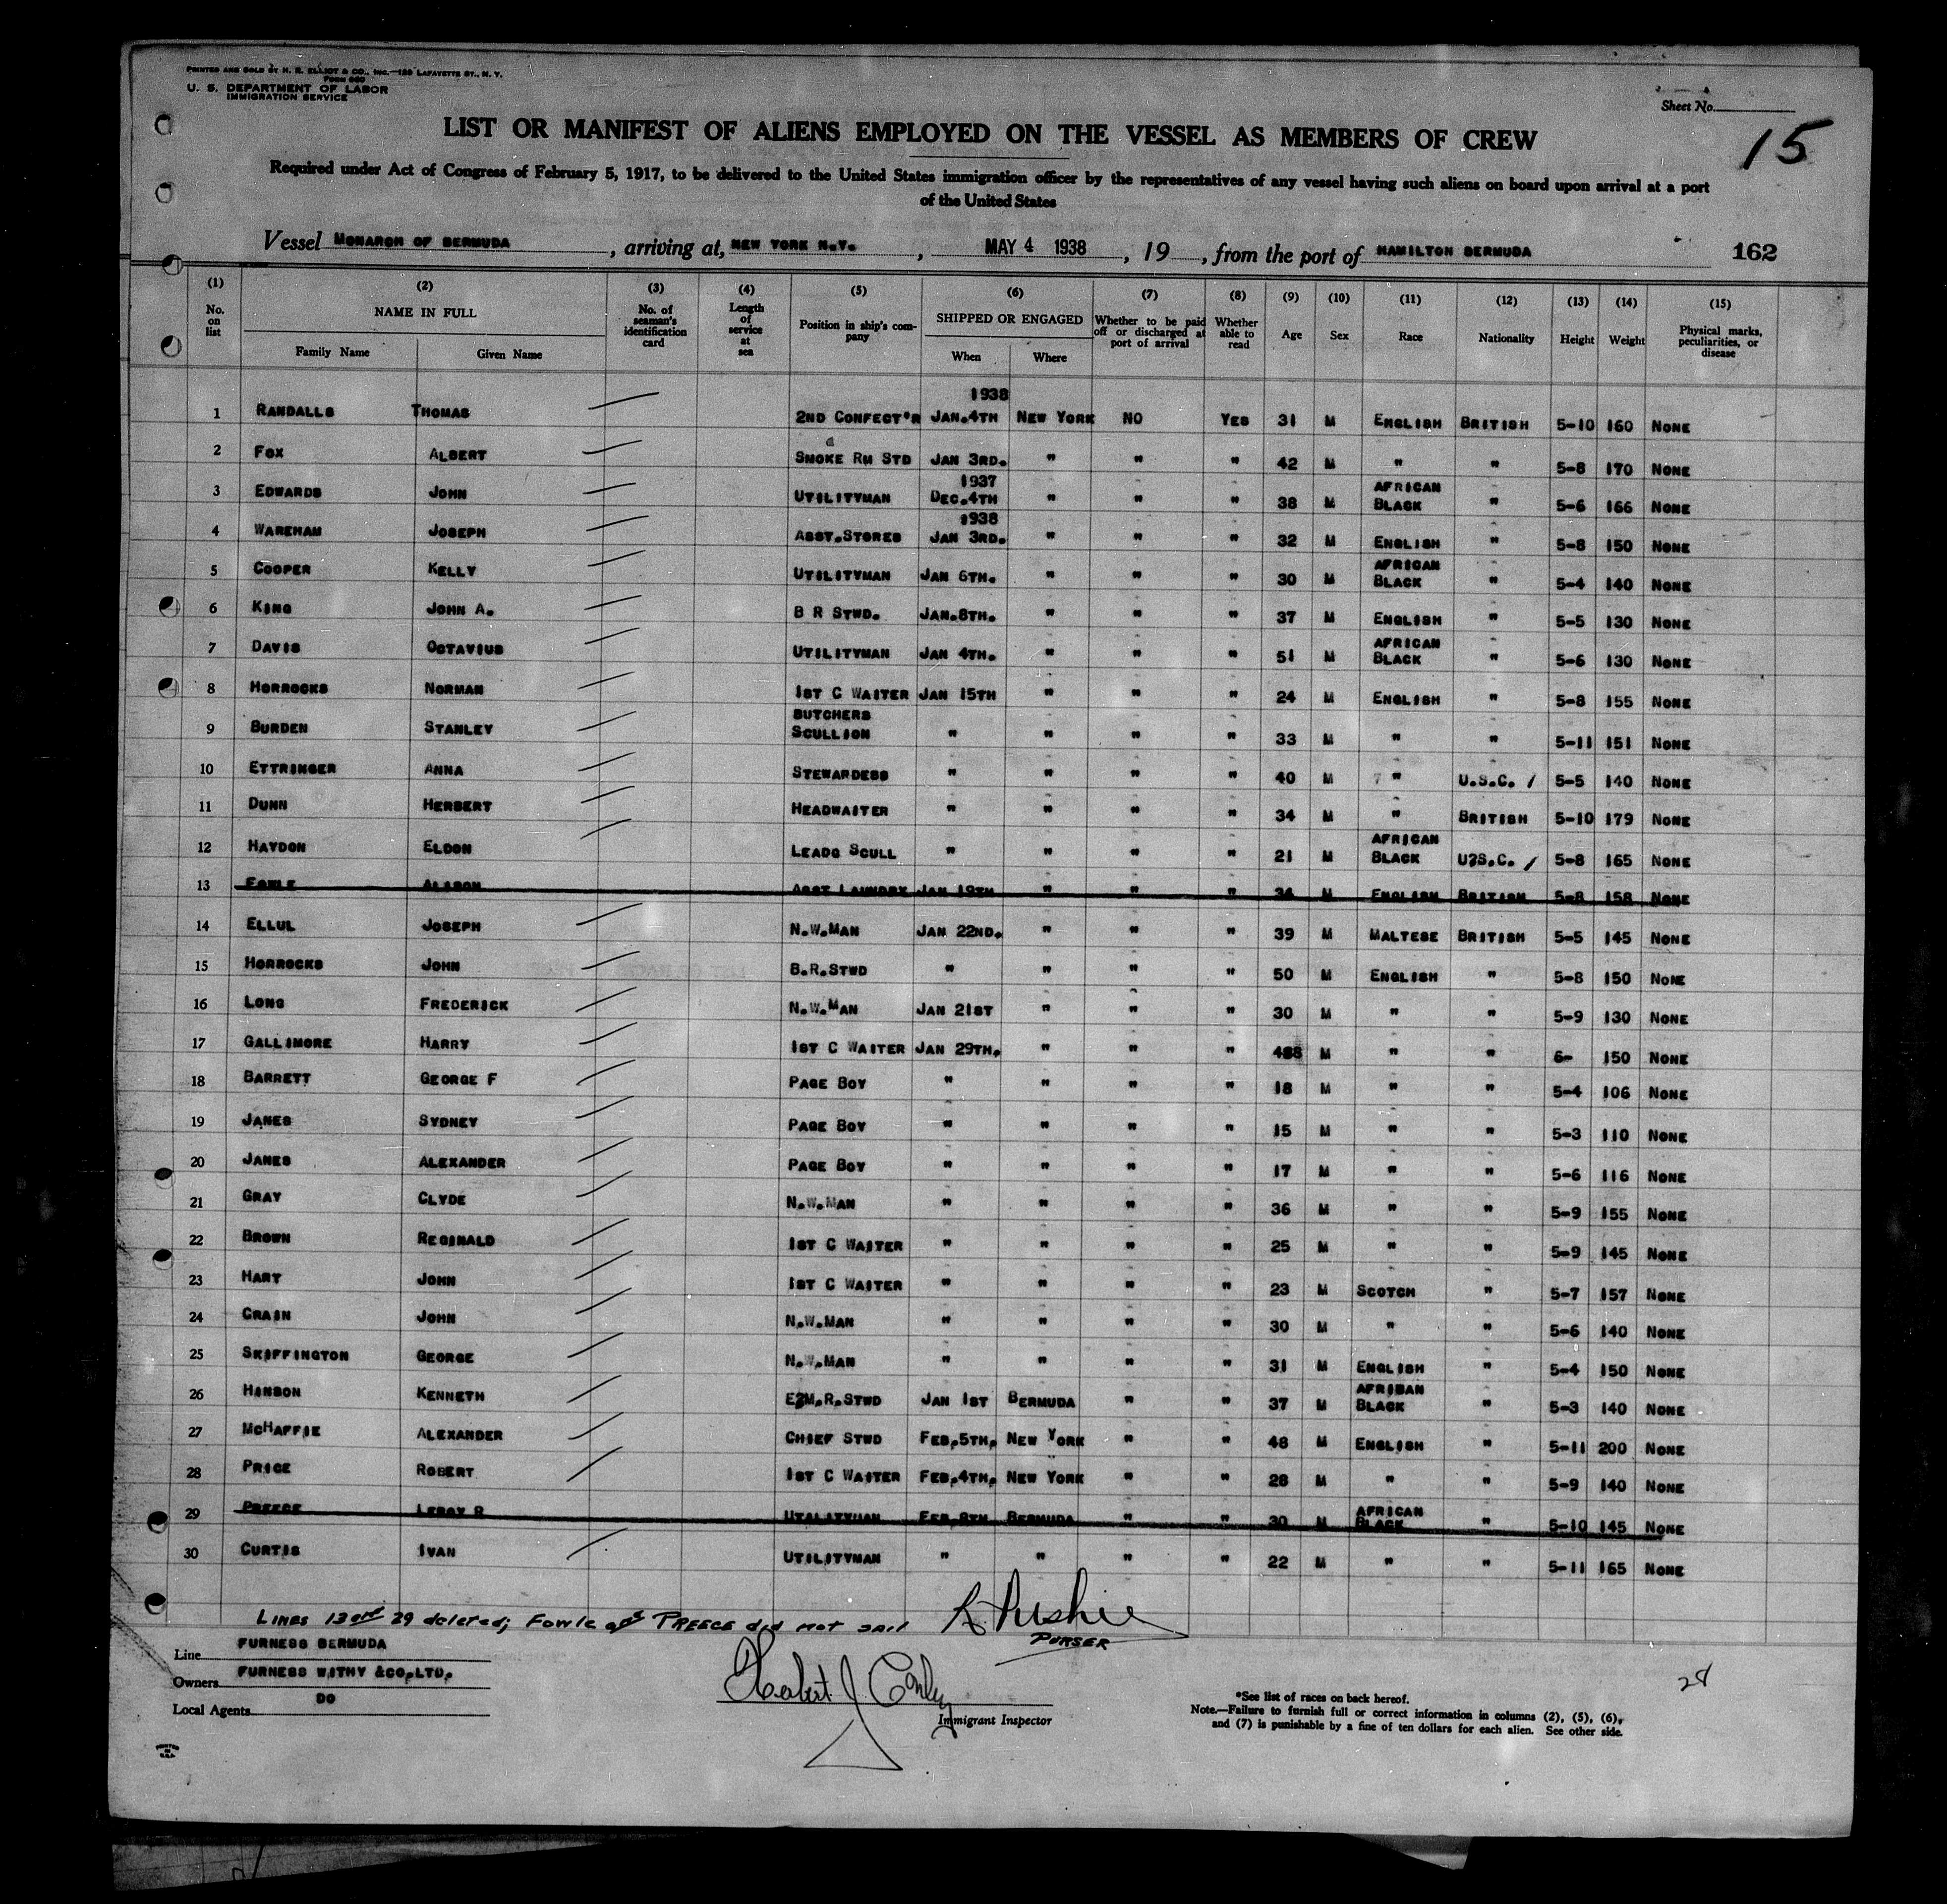 PRINTED AND SOLD BY H. R. ELLIOT & CO., INC.—129 LAFAYETTE ST., N. Y.
FORM 680
U. S. DEPARTMENT OF LABOR
IMMIGRATION SERVICE
Sheet No.
15
LIST OR MANIFEST OF ALIENS EMPLOYED ON THE VESSEL AS MEMBERS OF CREW
Required under Act of Congress of February 5, 1917, to be delivered to the United States immigration officer by the representatives of any vessel having such aliens on board upon arrival at a port
of the United States
Vessel MONARCH OF BERMUDA, arriving at, NEW YORK N.Y., MAY 4 1938, 19, from the port of HAMILTON BERMUDA 162
(1) No. on list (2) NAME IN FULL Family Name Given Name (3) No. of seaman's identification card (4) Length of service at sea (5) Position in ship's company (6) SHIPPED OR ENGAGED When Where (7) Whether to be paid off or discharged at port of arrival (8) Whether able to read (9) Age (10) Sex (11) Race (12) Nationality (13) Height (14) Weight (15) Physical marks, peculiarities, or disease
1 RANDALLS THOMAS 2ND CONFECT'R 1938 JAN.4TH NEW YORK NO YES 31 M ENGLISH BRITISH 5-10 160 NONE
2 FOX ALBERT SMOKE RM STD JAN 3RD. " " " 42 M " " 5-8 170 NONE
3 EDWARDS JOHN UTILITYMAN 1937 DEC.4TH " " " 38 M AFRICAN BLACK " 5-6 166 NONE
4 WAREHAM JOSEPH ASST.STORES 1938 JAN 3RD. " " " 32 M ENGLISH " 5-8 150 NONE
5 COOPER KELLY UTILITYMAN JAN 6TH. " " " 30 M AFRICAN BLACK " 5-4 140 NONE
6 KING JOHN A. B R STWD. JAN.8TH. " " " 37 M ENGLISH " 5-5 130 NONE
7 DAVIS OCTAVIUS UTILITYMAN JAN 4TH. " " " 51 M AFRICAN BLACK " 5-6 130 NONE
8 HORROCKS NORMAN 1ST C WAITER JAN 15TH " " " 24 M ENGLISH " 5-8 155 NONE
9 BURDEN STANLEY BUTCHERS SCULLION " " " " 33 M " " 5-11 151 NONE
10 ETTRINGER ANNA STEWARDESS " " " " 40 M " U.S.C. / 5-5 140 NONE
11 DUNN HERBERT HEADWAITER " " " " 34 M " BRITISH 5-10 179 NONE
12 HAYDON ELDON LEADG SCULL " " " " 21 M AFRICAN BLACK U?S.C. / 5-8 165 NONE
13 FOWLE ALASON ASST LAUNDRY JAN 19TH " " " 34 M ENGLISH BRITISH 5-8 158 NONE
14 ELLUL JOSEPH N.W.MAN JAN 22ND. " " " 39 M MALTESE BRITISH 5-5 145 NONE
15 HORROCKS JOHN B.R.STWD " " " " 50 M ENGLISH " 5-8 150 NONE
16 LONG FREDERICK N.W.MAN JAN 21ST " " " 30 M " " 5-9 130 NONE
17 GALLIMORE HARRY 1ST C WAITER JAN 29TH. " " " 488 M " " 6- 150 NONE
18 BARRETT GEORGE F PAGE BOY " " " " 18 M " " 5-4 106 NONE
19 JANES SYDNEY PAGE BOY " " " " 15 M " " 5-3 110 NONE
20 JANES ALEXANDER PAGE BOY " " " " 17 M " " 5-6 116 NONE
21 GRAY CLYDE N.W.MAN " " " " 36 M " " 5-9 155 NONE
22 BROWN REGINALD 1ST C WAITER " " " " 25 M " " 5-9 145 NONE
23 HART JOHN 1ST C WAITER " " " " 23 M SCOTCH " 5-7 157 NONE
24 CRAIN JOHN N.W.MAN " " " " 30 M " " 5-6 140 NONE
25 SKIFFINGTON GEORGE N.W.MAN " " " " 31 M ENGLISH " 5-4 150 NONE
26 HANSON KENNETH E?M.R.STWD JAN 1ST BERMUDA " " 37 M AFRIBAN BLACK " 5-3 140 NONE
27 MCHAFFIE ALEXANDER CHIEF STWD FEB.5TH. NEW YORK " " 48 M ENGLISH " 5-11 200 NONE
28 PRICE ROBERT 1ST C WAITER FEB.4TH. NEW YORK " " 28 M " " 5-9 140 NONE
29 PREECE LEROY R UTILITYMAN FEB 8TH BERMUDA " " 30 M AFRICAN BLACK " 5-10 145 NONE
30 CURTIS IVAN UTILITYMAN " " " " 22 M " " 5-11 165 NONE
LINES 13 and 29 deleted; Fowle and PREECE did not sail
PURSER
Line FURNESS BERMUDA
Owners FURNESS WITHY &CO.LTD.
Local Agents DO
Immigrant Inspector
28
*See list of races on back hereof.
Note.—Failure to furnish full or correct information in columns (2), (5), (6),
and (7) is punishable by a fine of ten dollars for each alien. See other side.
PRINTED IN U.S.A.